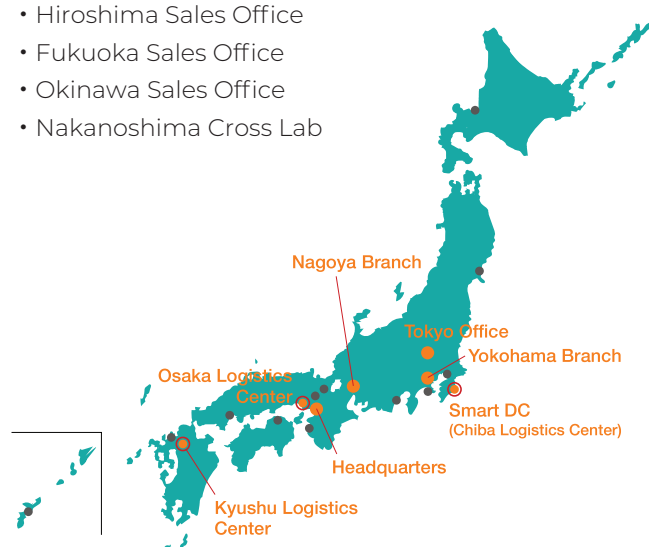 • Hiroshima Sales Office
• Fukuoka Sales Office
• Okinawa Sales Office
• Nakanoshima Cross Lab
Nagoya Branch
Tokyo Office
Yokohama Branch
Osaka Logistics
Center
Smart DC
(Chiba Logistics Center)
Headquarters
Kyushu Logistics
Center